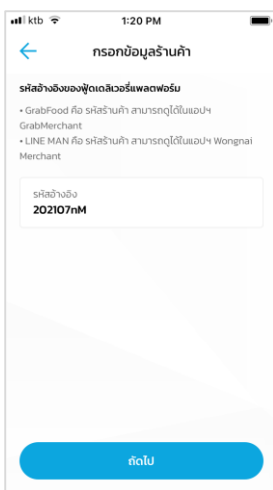 ktb 1:20 PM
กรอกข้อมูลร้านค้า
รหัสอ้างอิงของฟู้ดเดลิเวอรี่แพลตฟอร์ม
• GrabFood คือ รหัสร้านค้า สามารถดูได้ในแอปฯ
GrabMerchant
• LINE MAN คือ รหัสร้านค้า สามารถดูได้ในแอปฯ Wongnai
Merchant
รหัสอ้างอิง
202107nM
ถัดไป